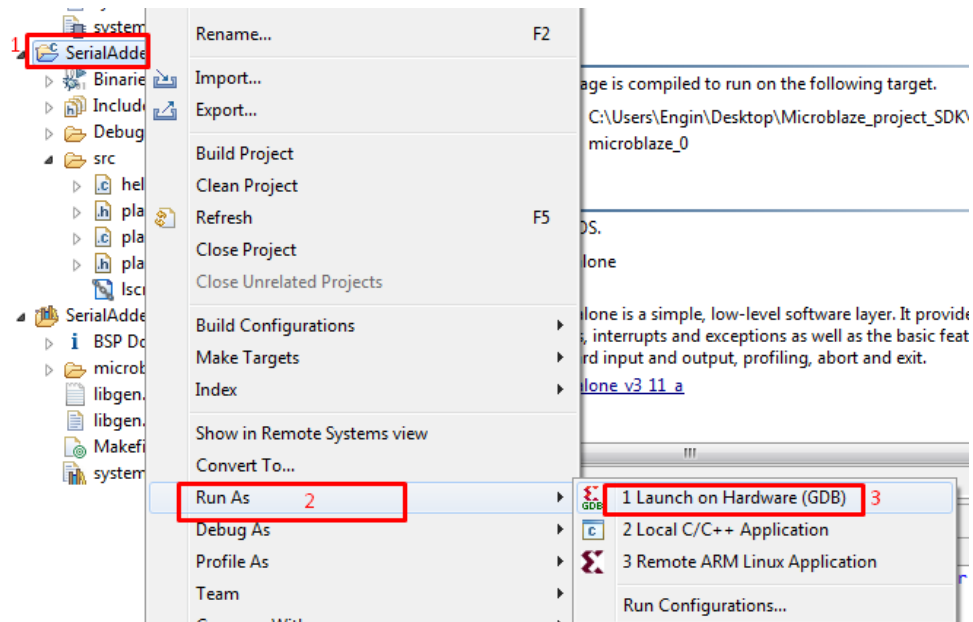 system
1
SerialAdde
Binarie
Include
Debug
src
hel
pla
pla
pla
lscr
SerialAdde
BSP Do
microb
libgen.
libgen.
Makefi
system
Rename... F2
Import...
Export...
Build Project
Clean Project
Refresh F5
Close Project
Close Unrelated Projects
Build Configurations
Make Targets
Index
Show in Remote Systems view
Convert To...
Run As 2
Debug As
Profile As
Team
GDB 1 Launch on Hardware (GDB) 3
2 Local C/C++ Application
3 Remote ARM Linux Application
Run Configurations...
age is compiled to run on the following target.
C:\Users\Engin\Desktop\Microblaze_project_SDK\
microblaze_0
OS.
lone
alone is a simple, low-level software layer. It provide
s, interrupts and exceptions as well as the basic feat
rd input and output, profiling, abort and exit.
alone_v3_11_a